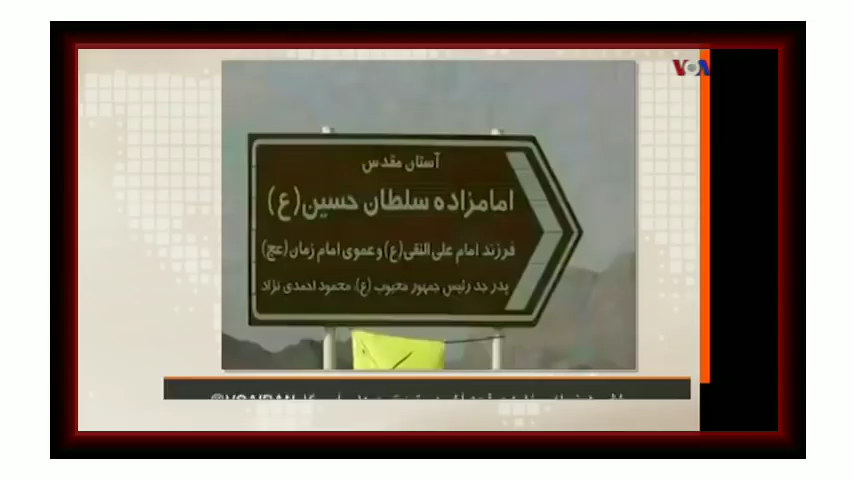 VOA
آستان مقدس
امامزاده سلطان حسین(ع)
فرزند امام علی النقی(ع) و عموی امام زمان(عج)
پدر جد رئیس جمهور محبوب (ع)، محمود احمدی نژاد
@VOAIRAN